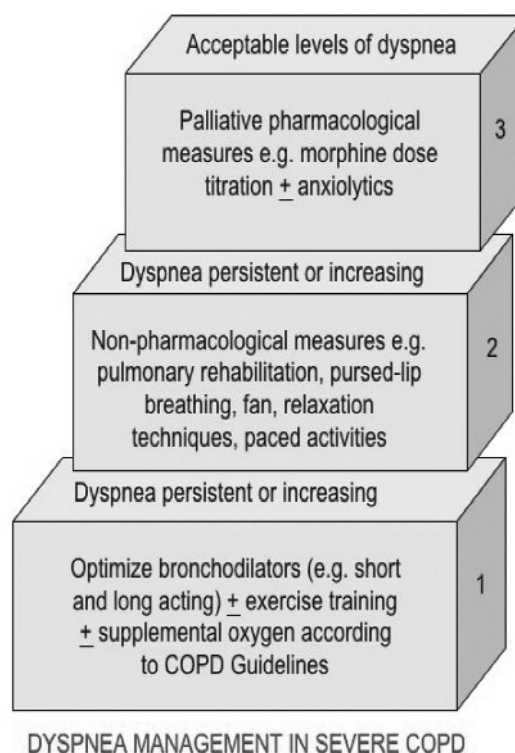 Acceptable levels of dyspnea
Palliative pharmacological
measures e.g. morphine dose
titration ± anxiolytics
3
Dyspnea persistent or increasing
Non-pharmacological measures e.g.
pulmonary rehabilitation, pursed-lip
breathing, fan, relaxation
techniques, paced activities
2
Dyspnea persistent or increasing
Optimize bronchodilators (e.g. short
and long acting) ± exercise training
± supplemental oxygen according
to COPD Guidelines
1
DYSPNEA MANAGEMENT IN SEVERE COPD